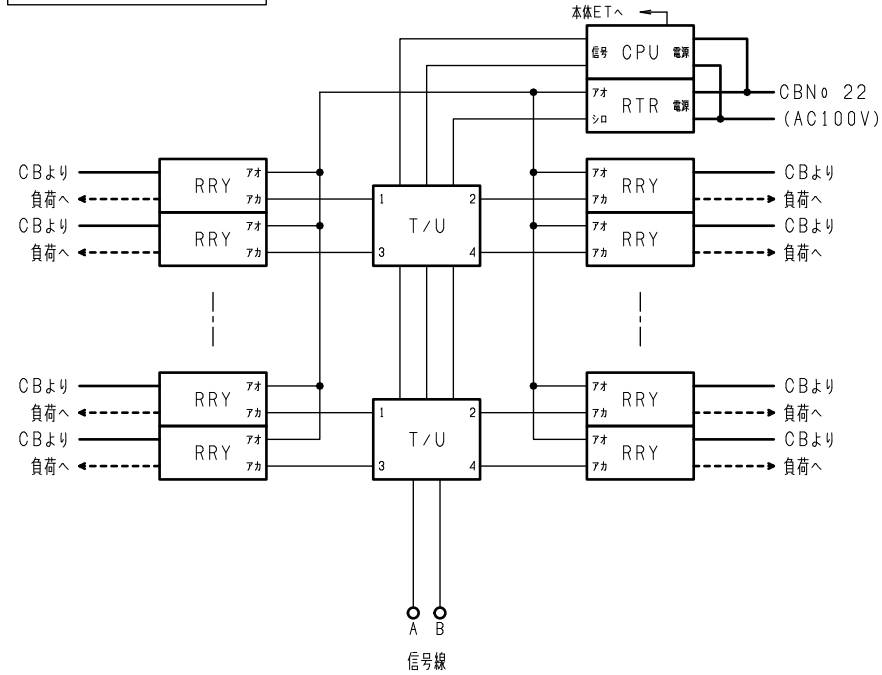 本体ETへ
信号 CPU 電源
アオ RTR 電源 CBNo 22
シロ (AC100V)
CBより RRY アオ アオ RRY CBより
負荷へ アカ 1 T/U 2 アカ 負荷へ
CBより RRY アオ アオ RRY CBより
負荷へ アカ 3 4 アカ 負荷へ
CBより RRY アオ アオ RRY CBより
負荷へ アカ 1 T/U 2 アカ 負荷へ
CBより RRY アオ アオ RRY CBより
負荷へ アカ 3 4 アカ 負荷へ
A B
信号線